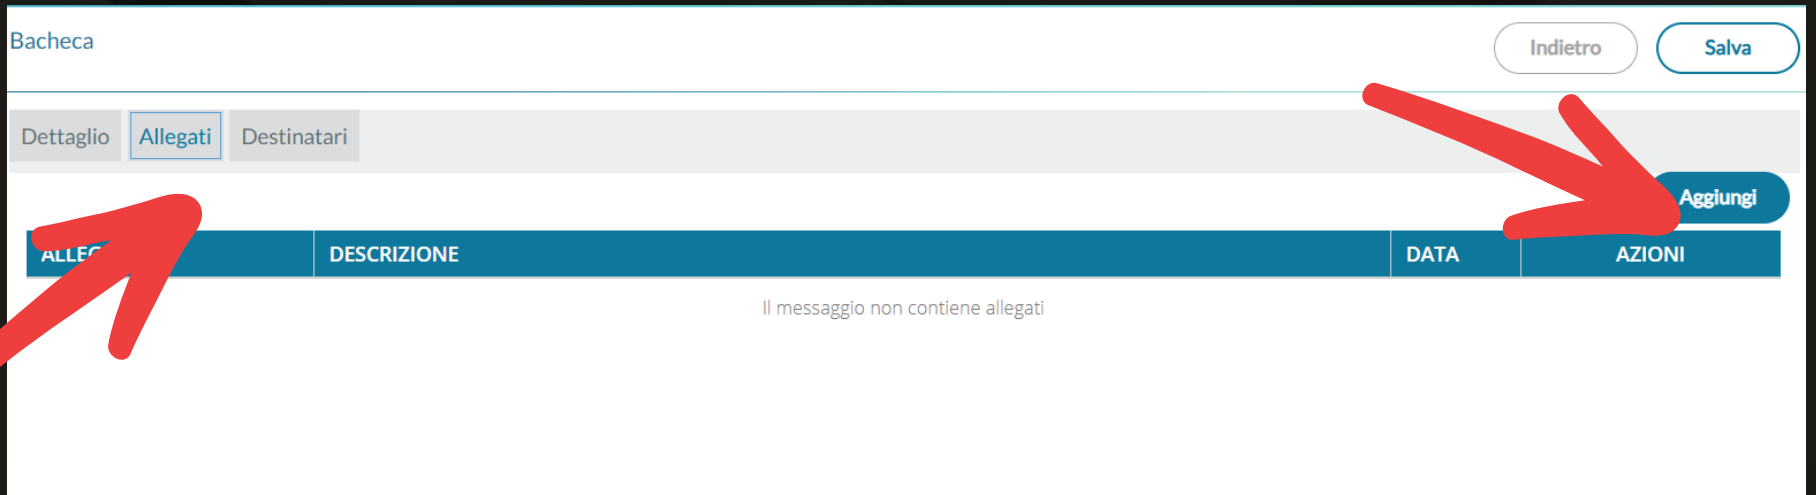 Bacheca
Indietro Salva
Dettaglio Allegati Destinatari
Aggiungi
DESCRIZIONE DATA AZIONI
Il messaggio non contiene allegati